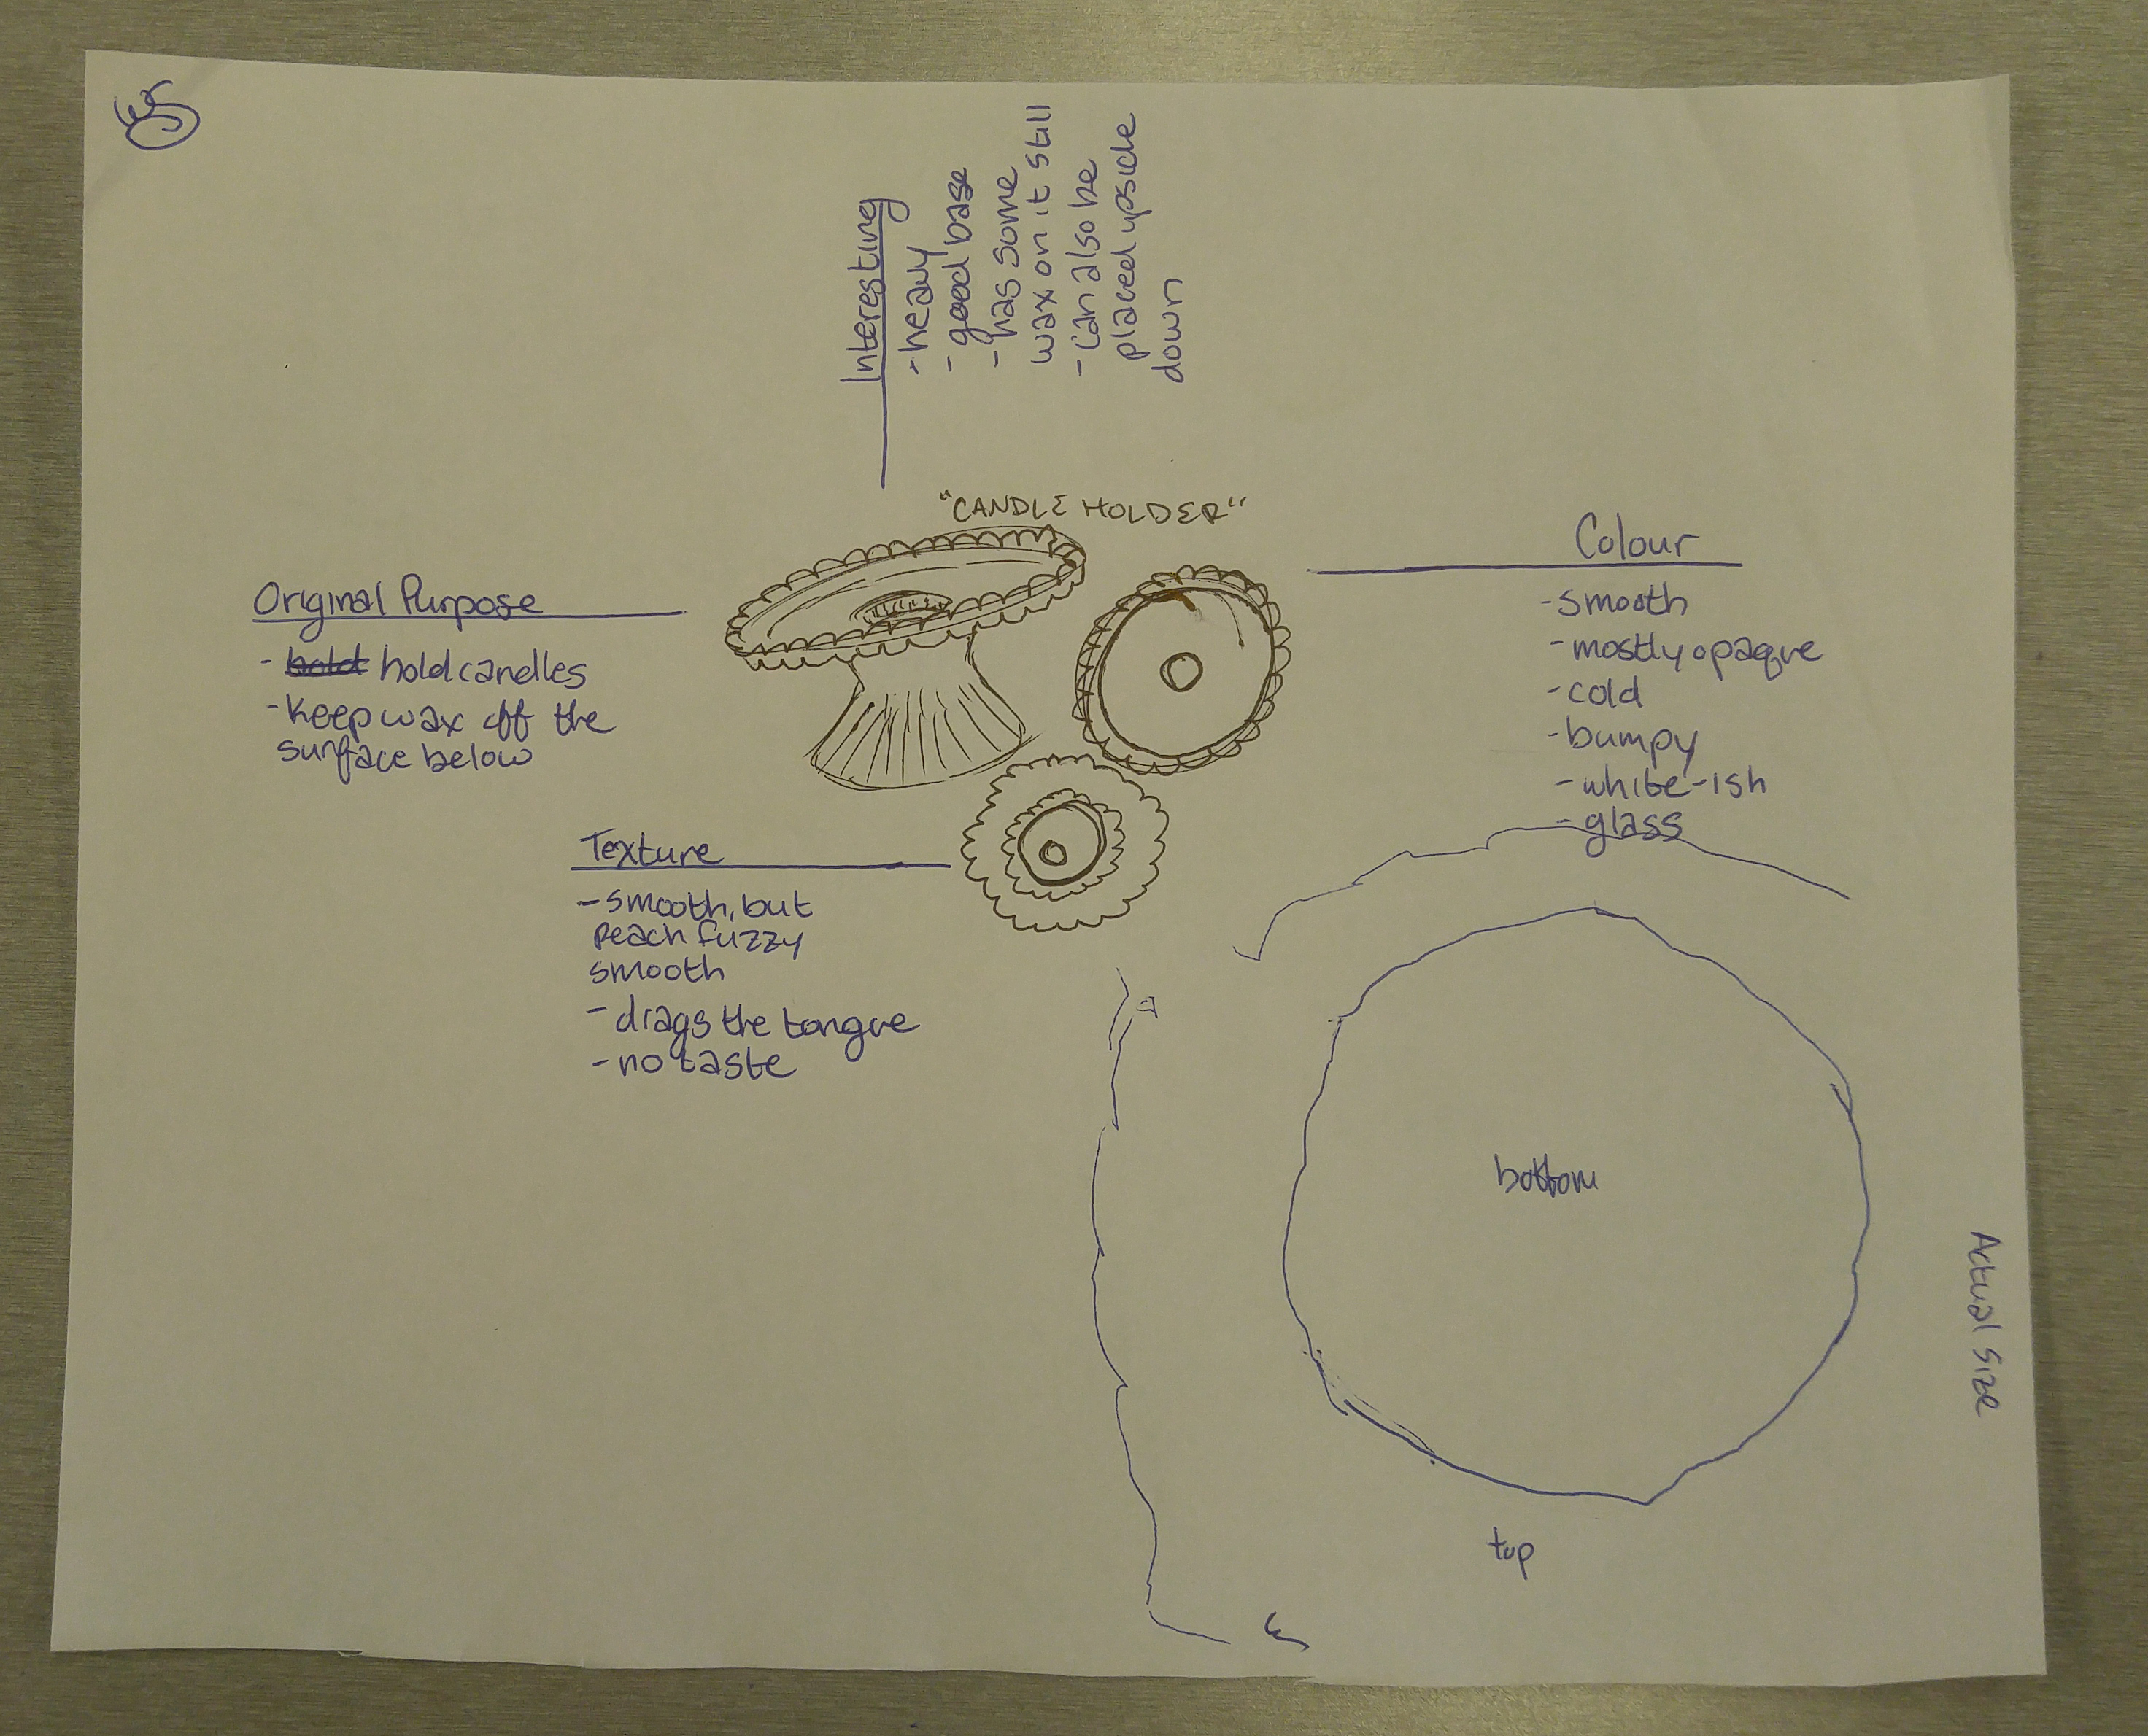 Interesting
- heavy
- good base
- has some
wax on it still
- can also be
placed upside
down
"CANDLE HOLDER"
Original Purpose
- hold candles
- keep wax off the
surface below
Colour
- smooth
- mostly opaque
- cold
- bumpy
- white-ish
- glass
Texture
- smooth, but
peach fuzzy
smooth
- drags the tongue
- no taste
bottom
top
Actual Size